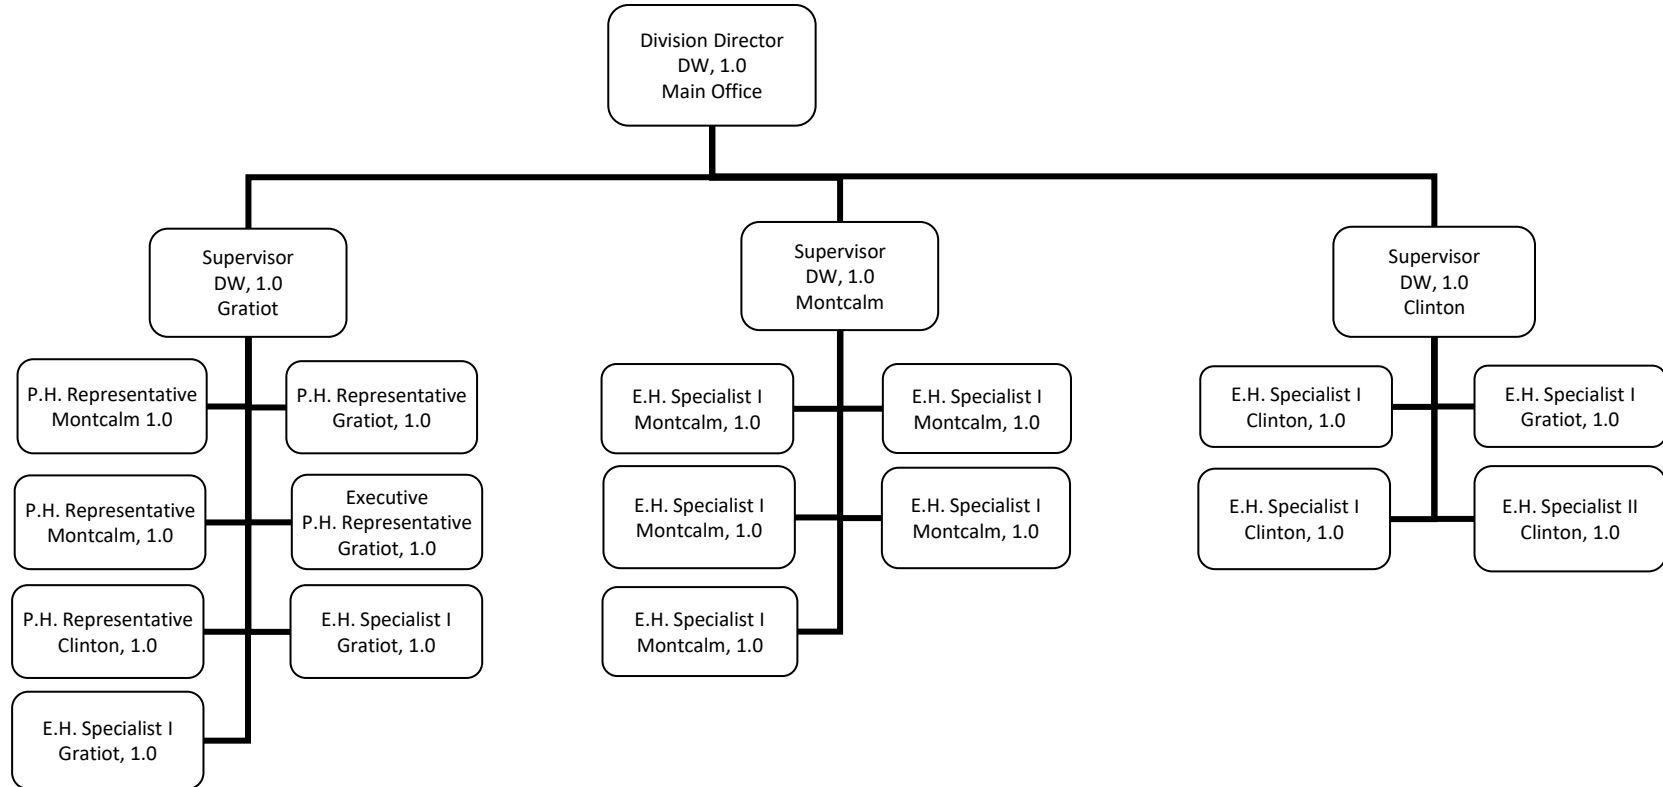 Division Director
DW, 1.0
Main Office
Supervisor
DW, 1.0
Gratiot
Supervisor
DW, 1.0
Montcalm
Supervisor
DW, 1.0
Clinton
P.H. Representative
Montcalm 1.0
P.H. Representative
Gratiot, 1.0
P.H. Representative
Montcalm, 1.0
Executive
P.H. Representative
Gratiot, 1.0
P.H. Representative
Clinton, 1.0
E.H. Specialist I
Gratiot, 1.0
E.H. Specialist I
Gratiot, 1.0
E.H. Specialist I
Montcalm, 1.0
E.H. Specialist I
Montcalm, 1.0
E.H. Specialist I
Montcalm, 1.0
E.H. Specialist I
Montcalm, 1.0
E.H. Specialist I
Montcalm, 1.0
E.H. Specialist I
Clinton, 1.0
E.H. Specialist I
Gratiot, 1.0
E.H. Specialist I
Clinton, 1.0
E.H. Specialist II
Clinton, 1.0